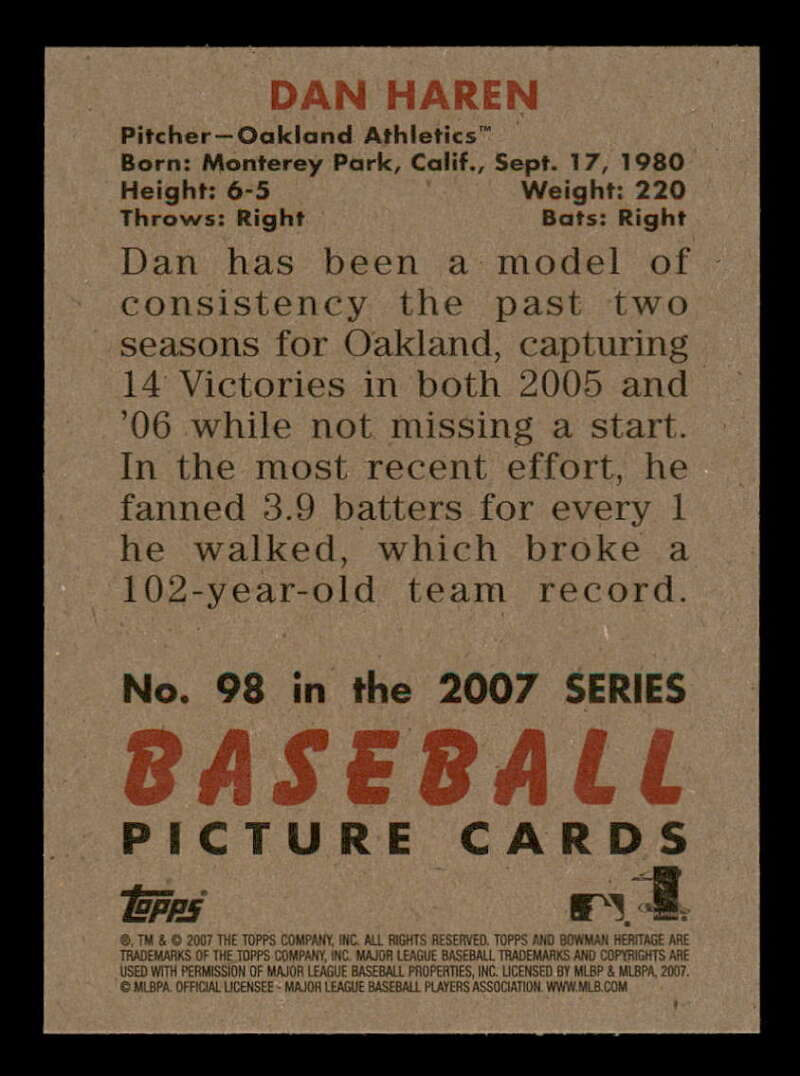 DAN HAREN
Pitcher—Oakland Athletics™
Born: Monterey Park, Calif., Sept. 17, 1980
Height: 6-5 Weight: 220
Throws: Right Bats: Right
Dan has been a model of
consistency the past two
seasons for Oakland, capturing
14 Victories in both 2005 and
’06 while not missing a start.
In the most recent effort, he
fanned 3.9 batters for every 1
he walked, which broke a
102-year-old team record.
No. 98 in the 2007 SERIES
BASEBALL
PICTURE CARDS
Topps
®, TM & © 2007 THE TOPPS COMPANY, INC. ALL RIGHTS RESERVED. TOPPS AND BOWMAN HERITAGE ARE
TRADEMARKS OF THE TOPPS COMPANY, INC. MAJOR LEAGUE BASEBALL TRADEMARKS AND COPYRIGHTS ARE
USED WITH PERMISSION OF MAJOR LEAGUE BASEBALL PROPERTIES, INC. LICENSED BY MLBP & MLBPA, 2007.
© MLBPA. OFFICIAL LICENSEE - MAJOR LEAGUE BASEBALL PLAYERS ASSOCIATION. WWW.MLB.COM